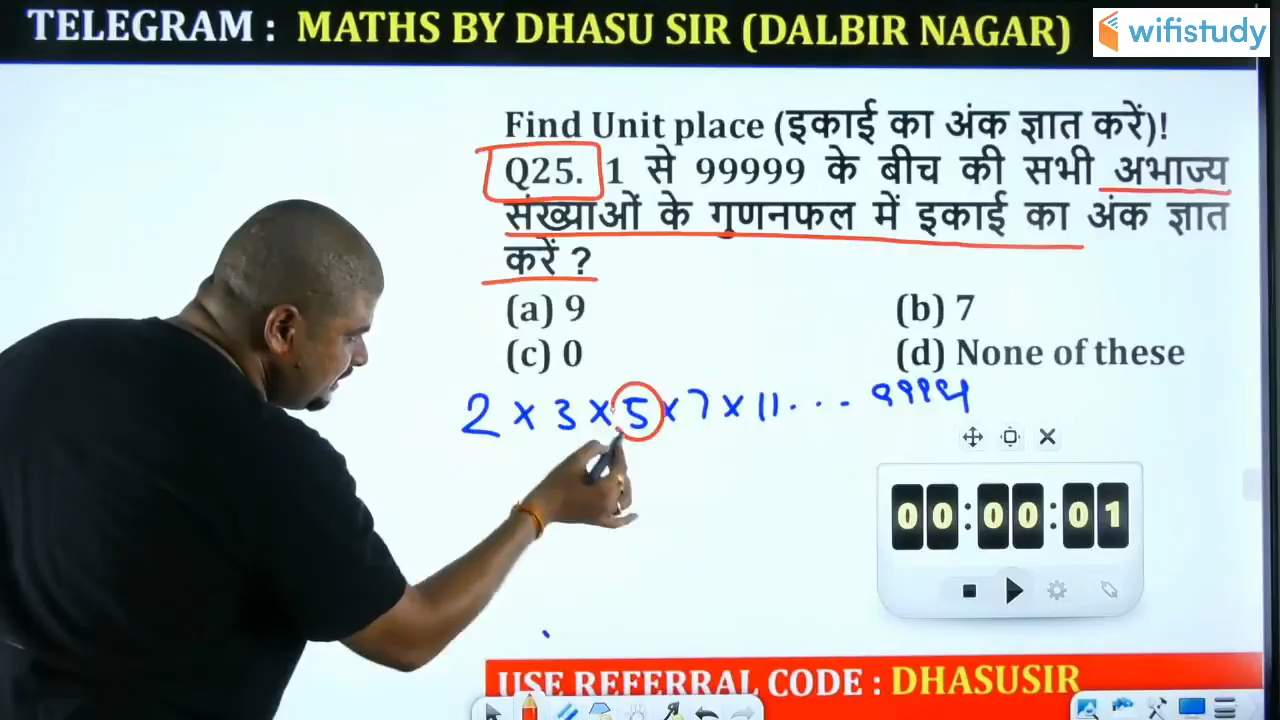 TELEGRAM : MATHS BY DHASU SIR (DALBIR NAGAR)
wifistudy
Find Unit place (इकाई का अंक ज्ञात करें)!
Q25. 1 से 99999 के बीच की सभी अभाज्य
संख्याओं के गुणनफल में इकाई का अंक ज्ञात
करें ?
(a) 9 (b) 7
(c) 0 (d) None of these
2 × 3 × 5 × 7 × 11 ...
00:00:01
USE REFERRAL CODE : DHASUSIR